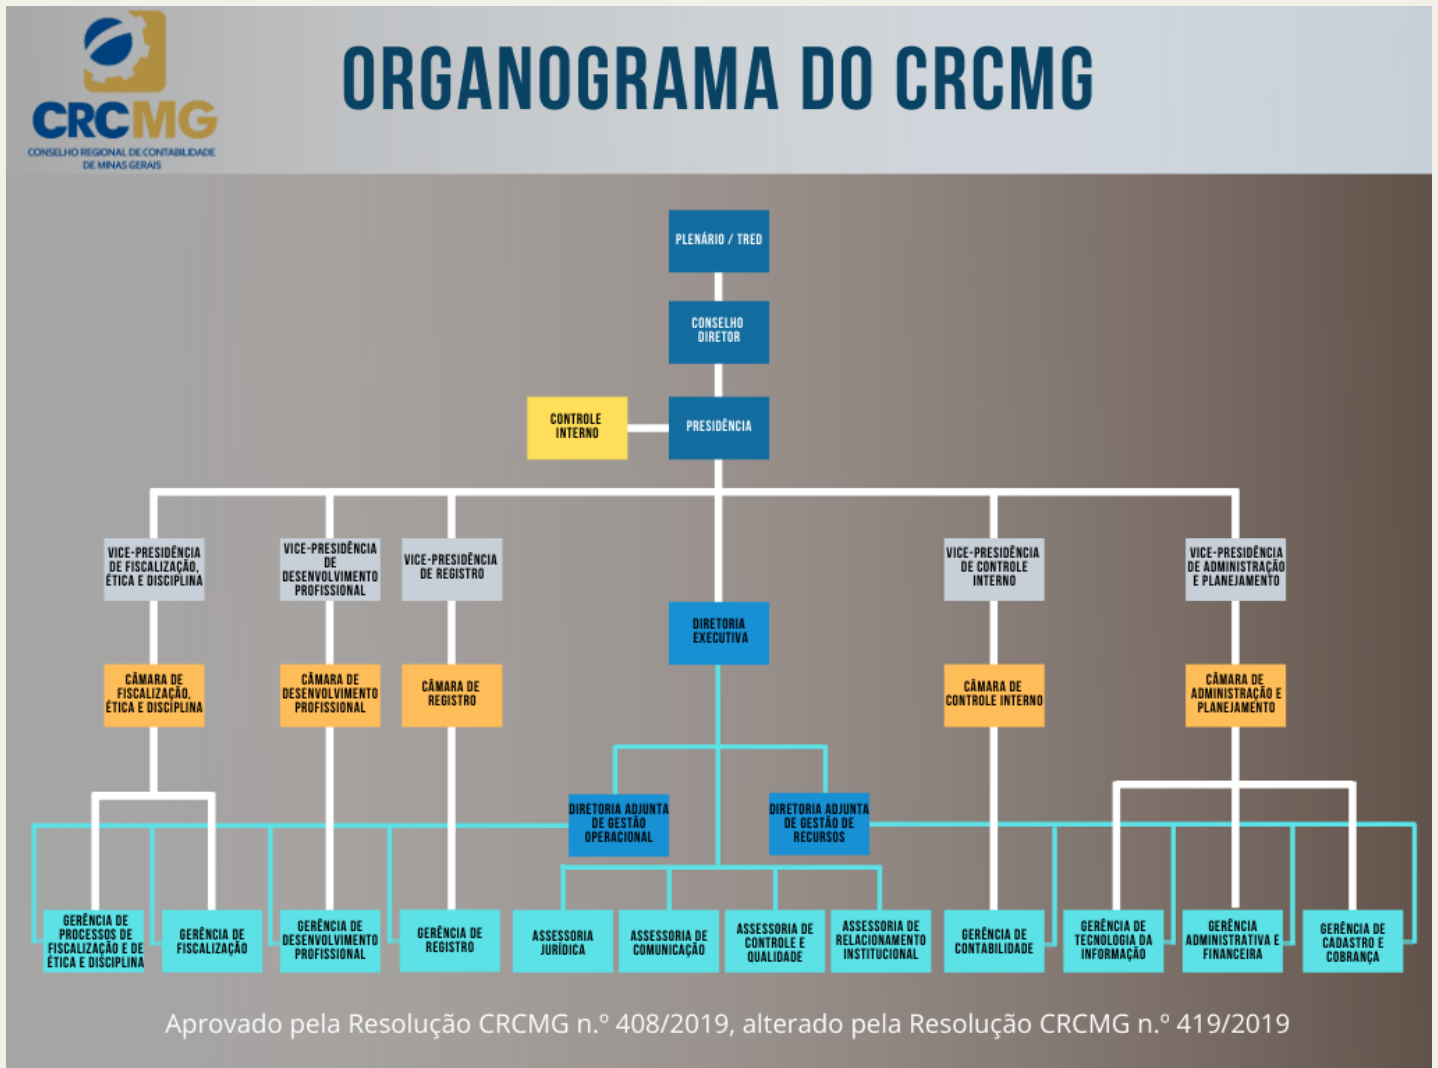 CRCMG
CONSELHO REGIONAL DE CONTABILIDADE
DE MINAS GERAIS
ORGANOGRAMA DO CRCMG
PLENÁRIO / TRED
CONSELHO
DIRETOR
CONTROLE
INTERNO
PRESIDÊNCIA
VICE-PRESIDÊNCIA
DE FISCALIZAÇÃO,
ÉTICA E DISCIPLINA
VICE-PRESIDÊNCIA
DE
DESENVOLVIMENTO
PROFISSIONAL
VICE-PRESIDÊNCIA
DE REGISTRO
VICE-PRESIDÊNCIA
DE CONTROLE
INTERNO
VICE-PRESIDÊNCIA
DE ADMINISTRAÇÃO
E PLANEJAMENTO
DIRETORIA
EXECUTIVA
CÂMARA DE
FISCALIZAÇÃO,
ÉTICA E DISCIPLINA
CÂMARA DE
DESENVOLVIMENTO
PROFISSIONAL
CÂMARA DE
REGISTRO
CÂMARA DE
CONTROLE INTERNO
CÂMARA DE
ADMINISTRAÇÃO E
PLANEJAMENTO
DIRETORIA ADJUNTA
DE GESTÃO
OPERACIONAL
DIRETORIA ADJUNTA
DE GESTÃO DE
RECURSOS
GERÊNCIA DE
PROCESSOS DE
FISCALIZAÇÃO E DE
ÉTICA E DISCIPLINA
GERÊNCIA DE
FISCALIZAÇÃO
GERÊNCIA DE
DESENVOLVIMENTO
PROFISSIONAL
GERÊNCIA DE
REGISTRO
ASSESSORIA
JURÍDICA
ASSESSORIA DE
COMUNICAÇÃO
ASSESSORIA DE
CONTROLE E
QUALIDADE
ASSESSORIA DE
RELACIONAMENTO
INSTITUCIONAL
GERÊNCIA DE
CONTABILIDADE
GERÊNCIA DE
TECNOLOGIA DA
INFORMAÇÃO
GERÊNCIA
ADMINISTRATIVA E
FINANCEIRA
GERÊNCIA DE
CADASTRO E
COBRANÇA
Aprovado pela Resolução CRCMG n.º 408/2019, alterado pela Resolução CRCMG n.º 419/2019